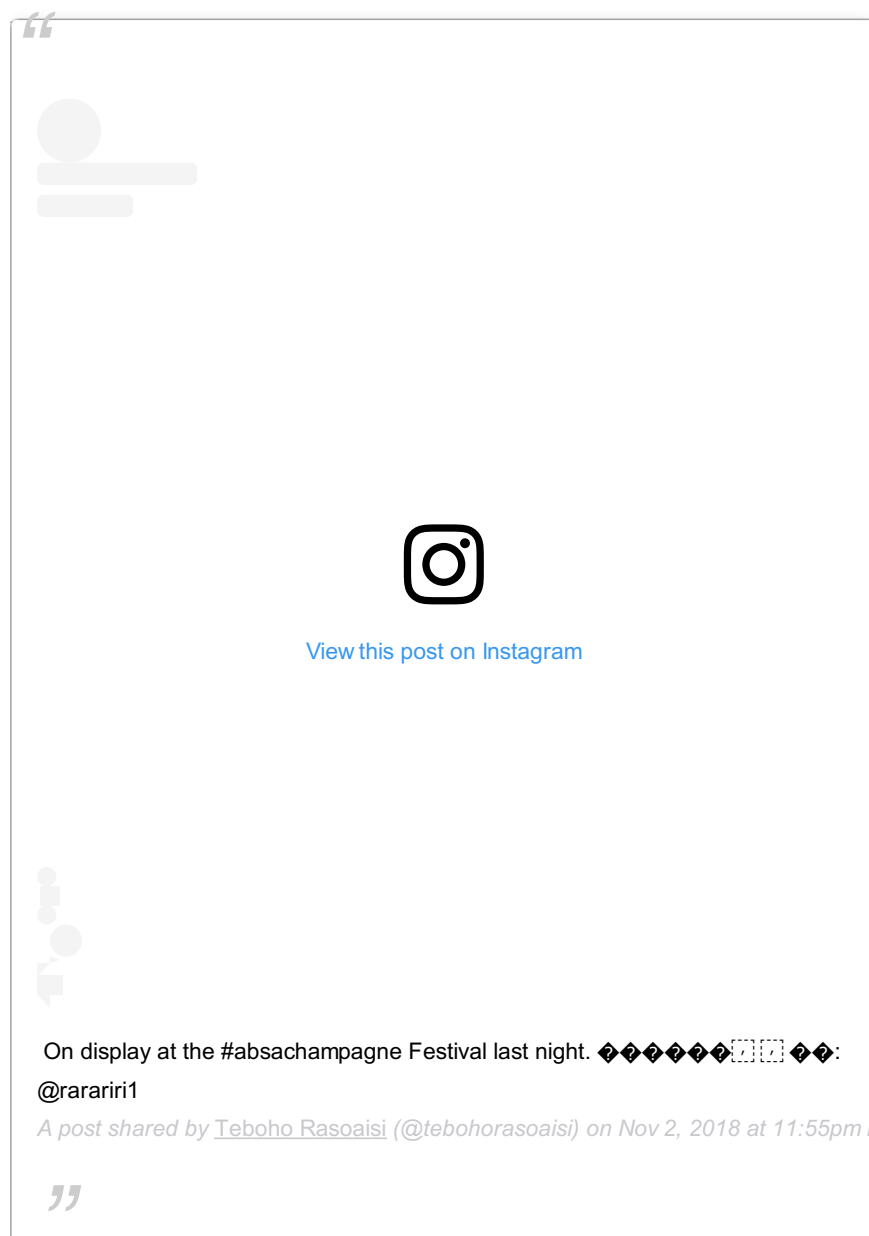 “
View this post on Instagram
On display at the #absachampagne Festival last night. ������ ��:
@rarariri1
A post shared by Teboho Rasoaisi (@tebohorasoaisi) on Nov 2, 2018 at 11:55pm
”